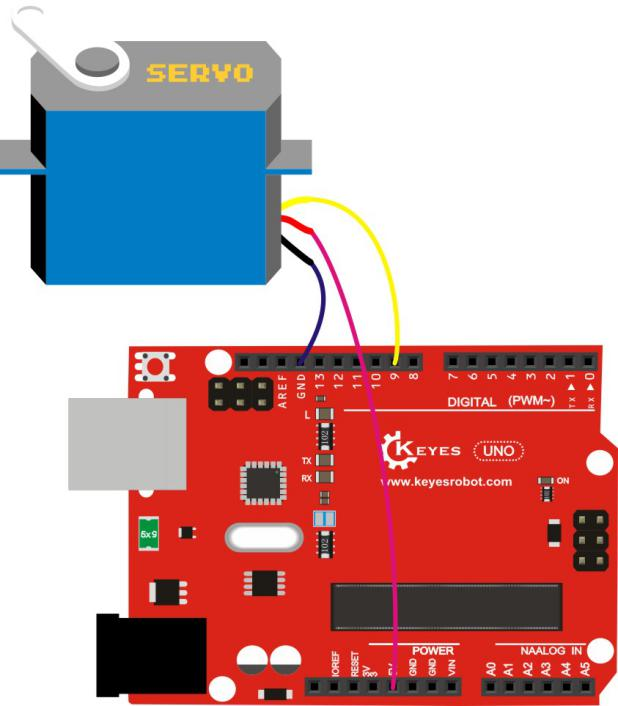 SERVO
AREF
GND
13
12
11
10
9
8
7
6
5
4
3
2
TX ▶ 1
RX ▶ 0
DIGITAL (PWM~)
L
102
TX
RX
KEYES UNO
www.keyesrobot.com
ON
5x9
102
POWER
NAALOG IN
IOREF
RESET
3V
3
GND
GND
VIN
A0
A1
A2
A3
A4
A5